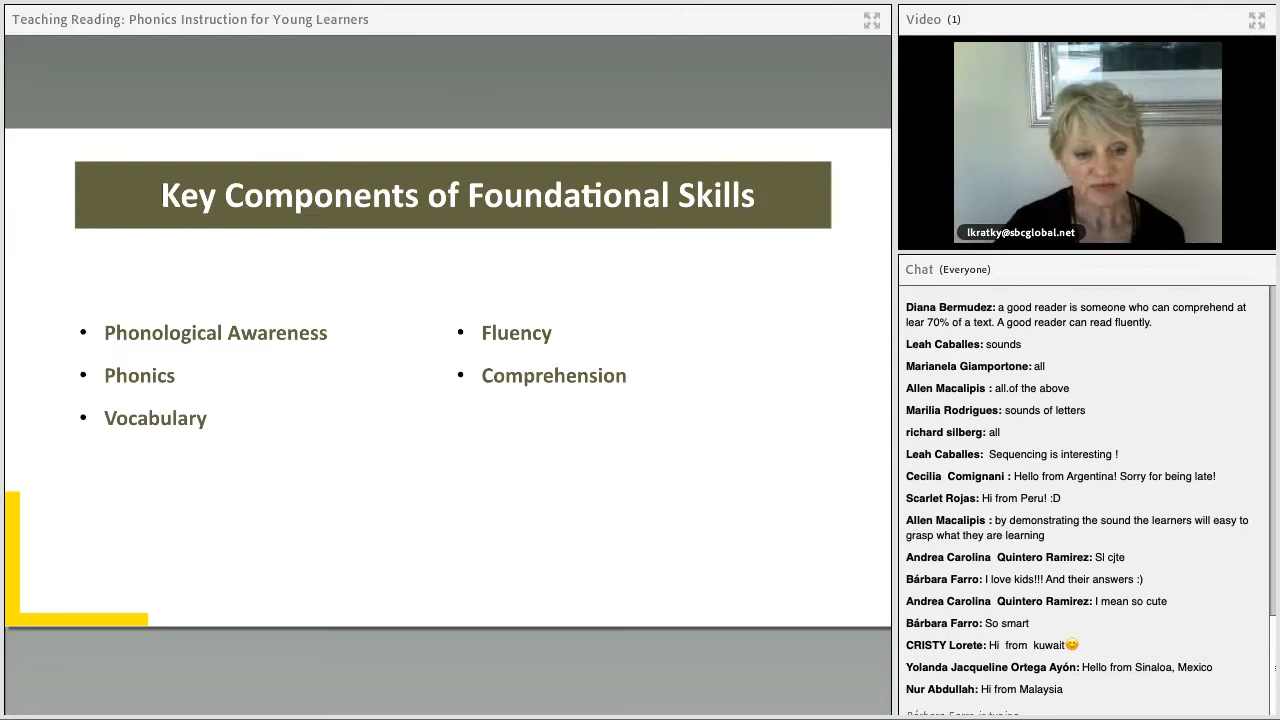 Teaching Reading: Phonics Instruction for Young Learners
Key Components of Foundational Skills
• Phonological Awareness
• Phonics
• Vocabulary
• Fluency
• Comprehension
Video (1)
lkratky@sbcglobal.net
Chat (Everyone)
Diana Bermudez: a good reader is someone who can comprehend at
lear 70% of a text. A good reader can read fluently.
Leah Caballes: sounds
Marianela Giamportone: all
Allen Macalipis : all.of the above
Marilia Rodrigues: sounds of letters
richard silberg: all
Leah Caballes: Sequencing is interesting !
Cecilia Comignani : Hello from Argentina! Sorry for being late!
Scarlet Rojas: Hi from Peru! :D
Allen Macalipis : by demonstrating the sound the learners will easy to
grasp what they are learning
Andrea Carolina Quintero Ramirez: Sl cjte
Bárbara Farro: I love kids!!! And their answers :)
Andrea Carolina Quintero Ramirez: I mean so cute
Bárbara Farro: So smart
CRISTY Lorete: Hi from kuwait😊
Yolanda Jacqueline Ortega Ayón: Hello from Sinaloa, Mexico
Nur Abdullah: Hi from Malaysia
Bárbara Farro is typing